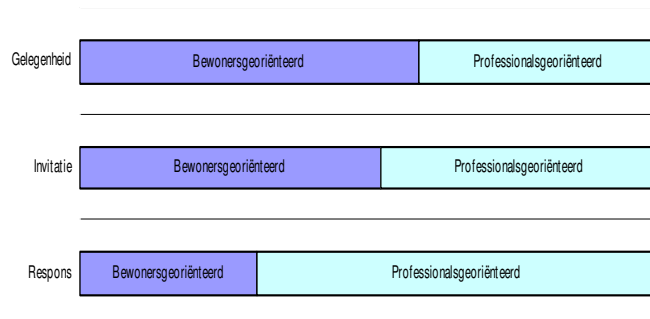 Gelegenheid Bewonersgeoriënteerd Professionalsgeoriënteerd
Invitatie Bewonersgeoriënteerd Professionalsgeoriënteerd
Respons Bewonersgeoriënteerd Professionalsgeoriënteerd